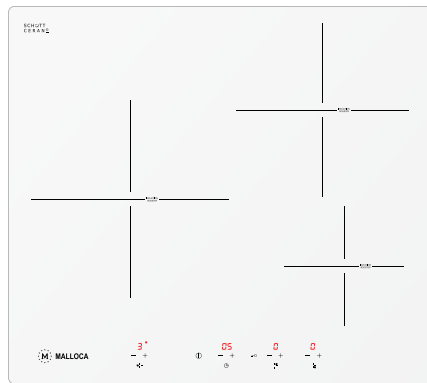 SCHOTT
CERAN
3 05 0 0
− + − + − + − +
M MALLOCA